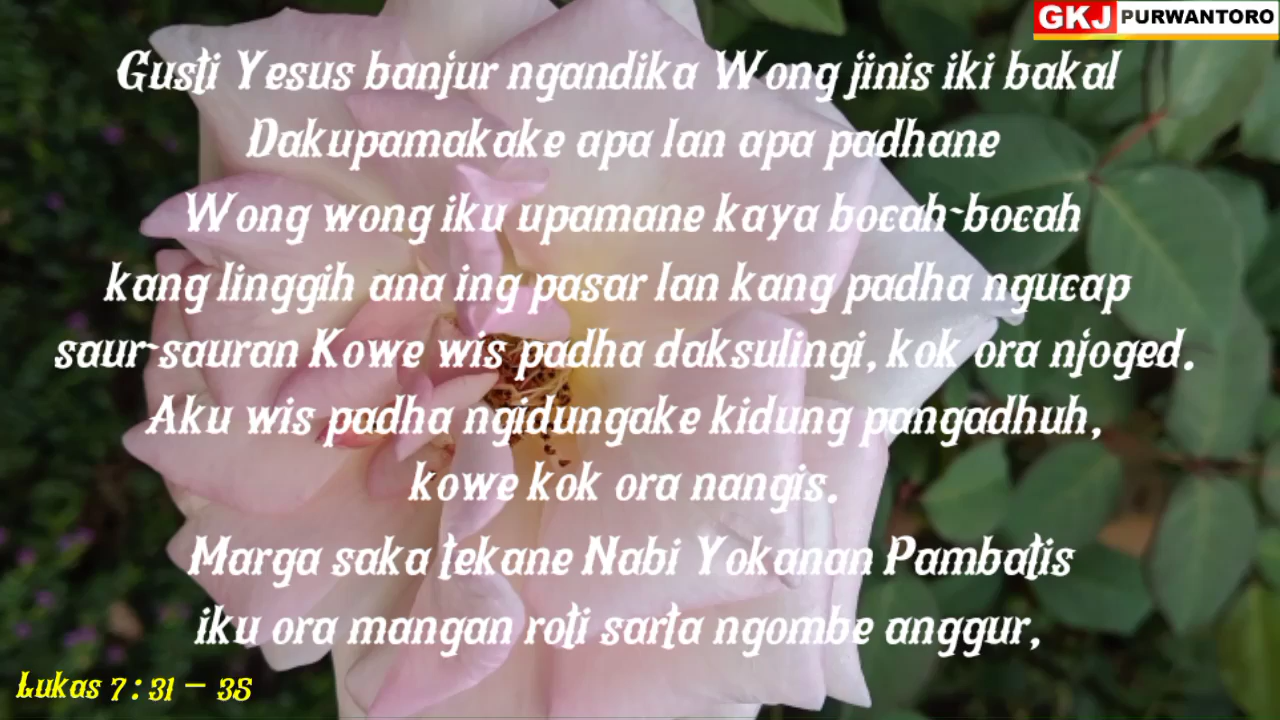 GKJ PURWANTORO
Gusti Yesus banjur ngandika Wong jinis iki bakal
Dakupamakake apa lan apa padhane
Wong wong iku upamane kaya bocah-bocah
kang linggih ana ing pasar lan kang padha ngucap
saur-sauran Kowe wis padha daksulingi, kok ora njoged.
Aku wis padha ngidungake kidung pangadhuh,
kowe kok ora nangis.
Marga saka tekane Nabi Yokanan Pambatis
iku ora mangan roti sarta ngombe anggur,
Lukas 7 : 31 – 35